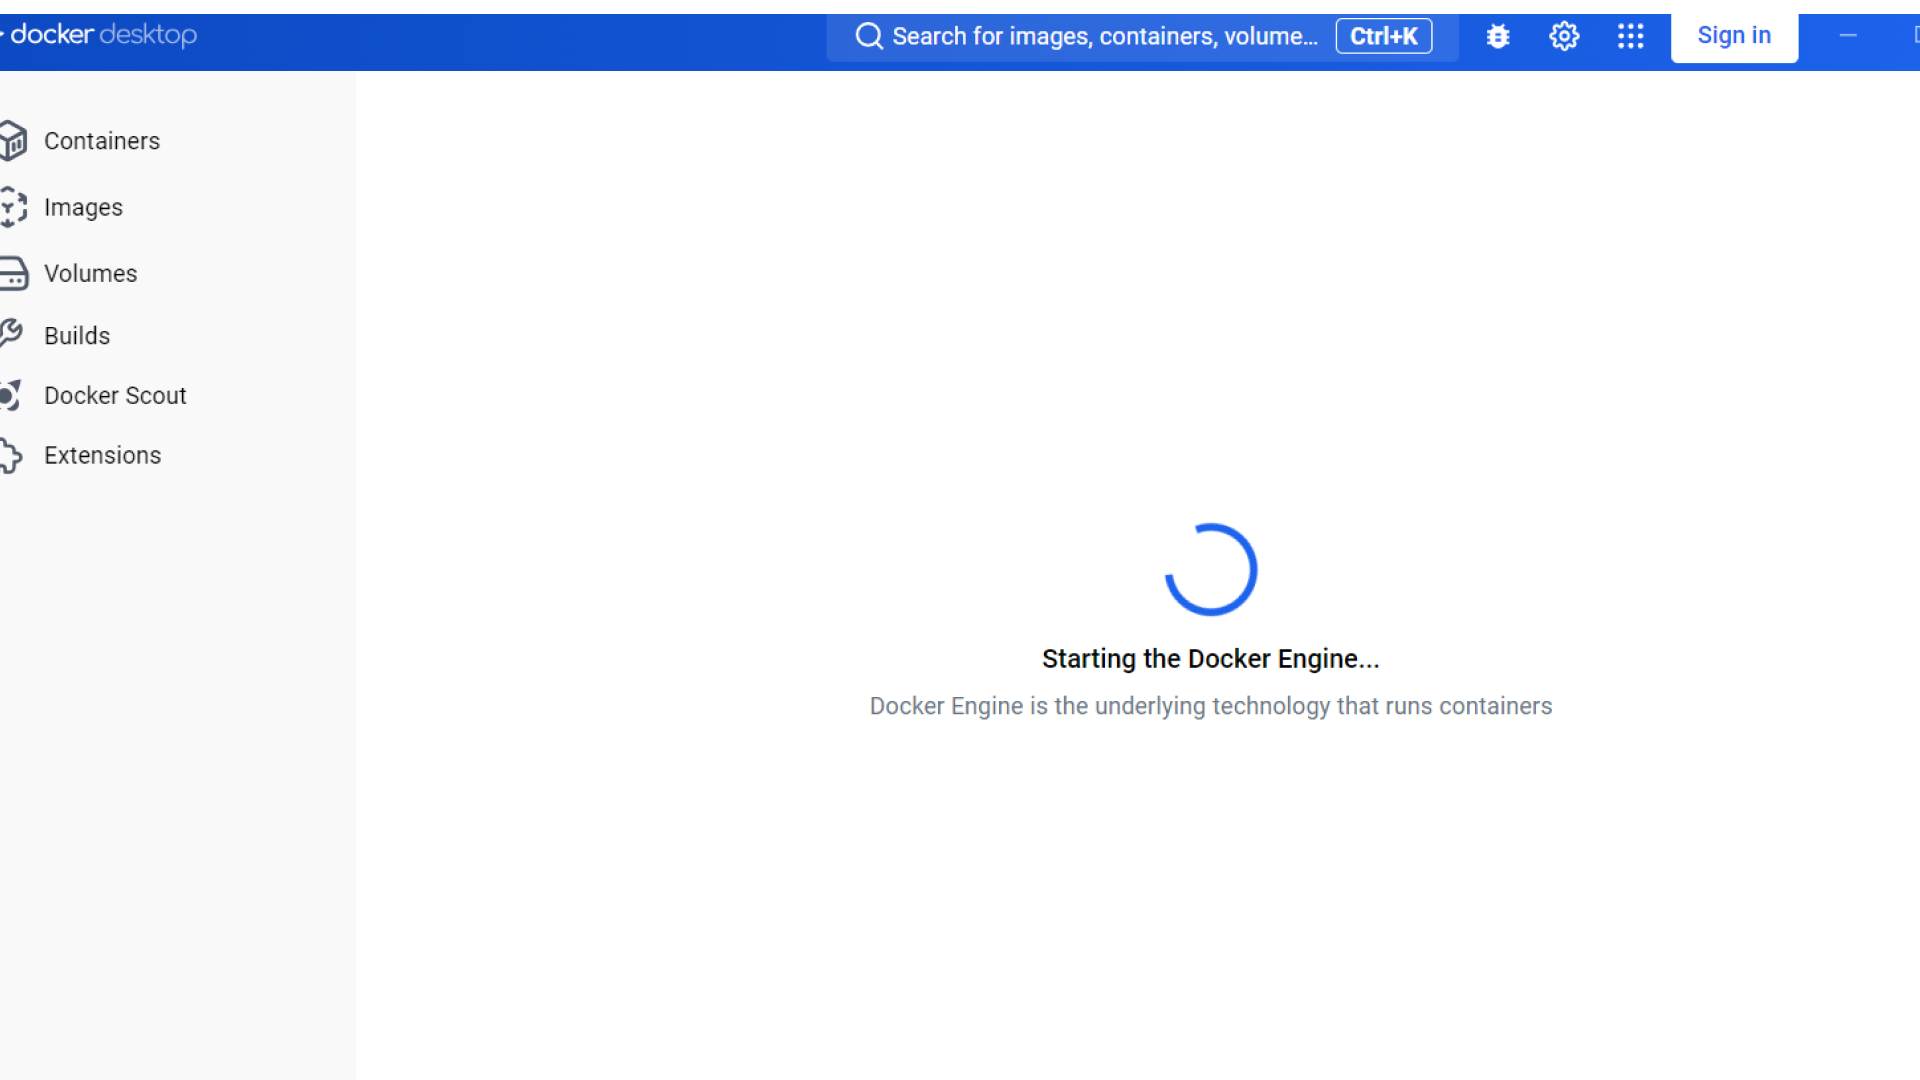 docker desktop
Search for images, containers, volume... Ctrl+K
Sign in
Containers
Images
Volumes
Builds
Docker Scout
Extensions
Starting the Docker Engine...
Docker Engine is the underlying technology that runs containers